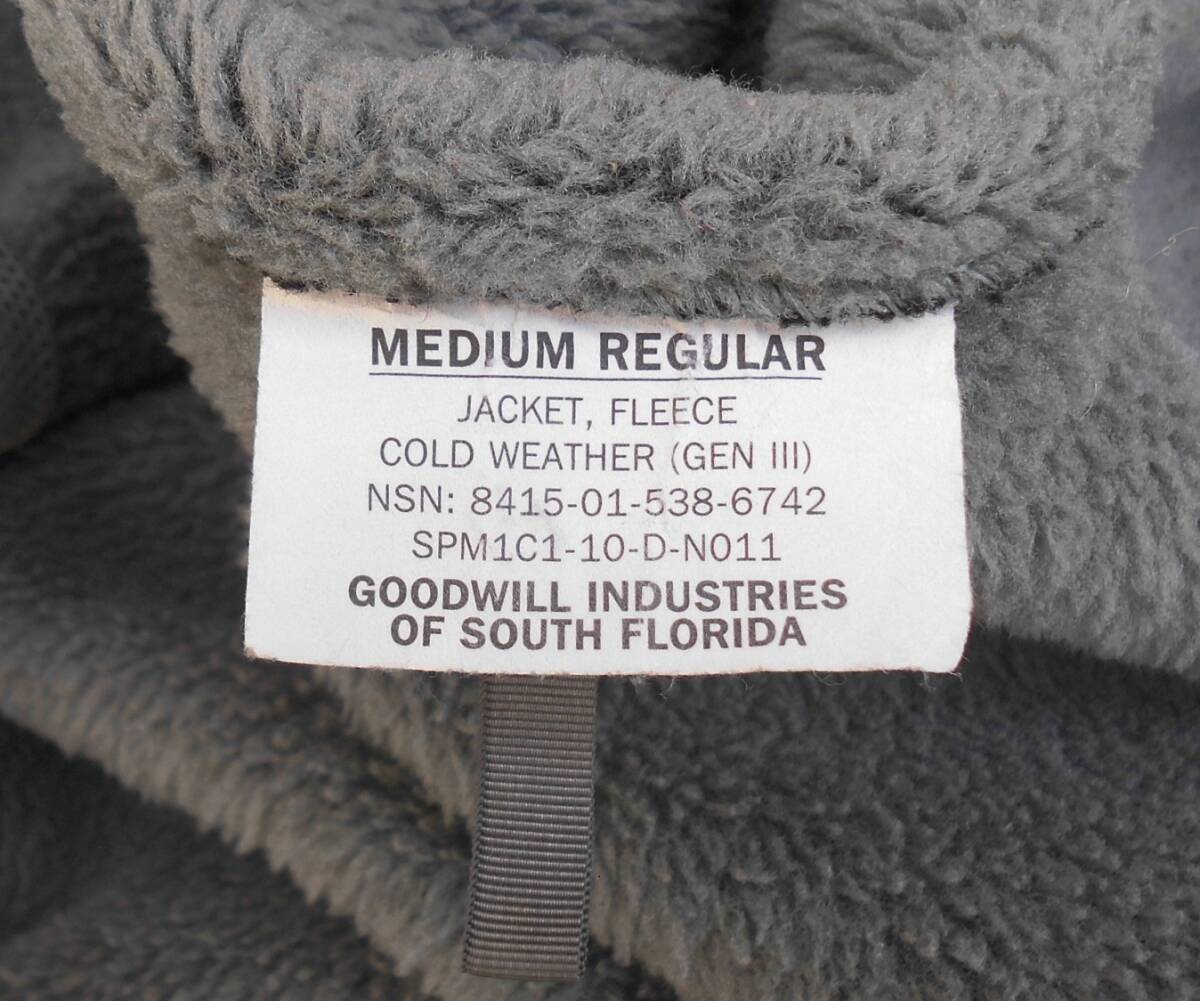 MEDIUM REGULAR
JACKET, FLEECE
COLD WEATHER (GEN III)
NSN: 8415-01-538-6742
SPM1C1-10-D-N011
GOODWILL INDUSTRIES
OF SOUTH FLORIDA